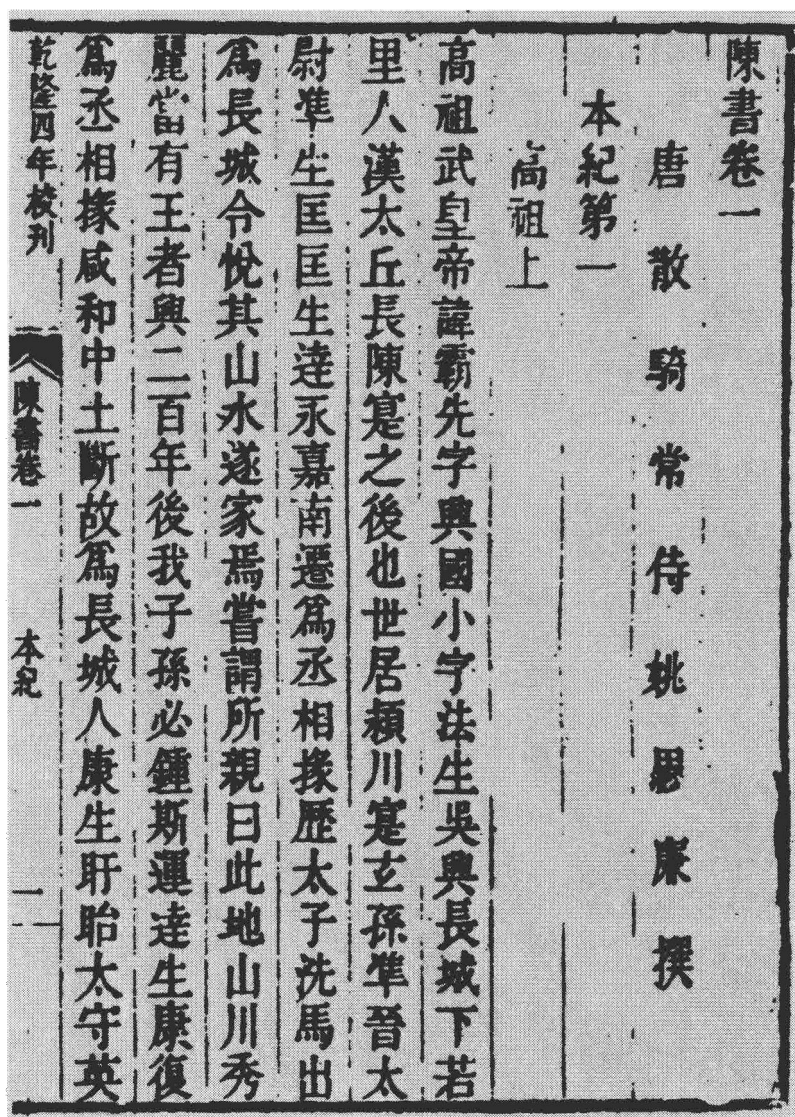 陳書卷一
唐散騎常侍姚思廉撰
本紀第一
高祖上
高祖武皇帝諱霸先字興國小字法生吳興長城下若
里人漢太丘長陳寔之後也世居潁川寔玄孫準晉太
尉準生匡匡生達永嘉南遷爲丞相掾歷太子洗馬出
爲長城令悅其山水遂家焉嘗謂所親曰此地山川秀
麗當有王者興二百年後我子孫必鍾斯運達生康復
爲丞相掾咸和中土斷故爲長城人康生盱眙太守英
乾隆四年校刊
陳書卷一
本紀
一